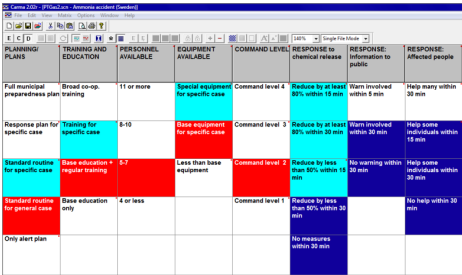 Carma 2.02i - [PTGas2.scn - Ammonia accident (Sweden)]
File Edit View Matrix Options Window Help
E C D
140% Single File Mode
PLANNING/ PLANS
TRAINING AND EDUCATION
PERSONNEL AVAILABLE
EQUIPMENT AVAILABLE
COMMAND LEVEL
RESPONSE to chemical release
RESPONSE: Information to public
RESPONSE: Affected people
Full municipal preparedness plan
Broad co-op. training
11 or more
Special equipment for specific case
Command level 4
Reduce by at least 80% within 15 min
Warn involved within 5 min
Help many within 30 min
Response plan for specific case
Training for specific case
8-10
Base equipment for specific case
Command level 3
Reduce by at least 80% within 30 min
Warn involved within 30 min
Help some individuals within 15 min
Standard routine for specific case
Base education + regular training
5-7
Less than base equipment
Command level 2
Reduce by less than 50% within 15 min
No warning within 30 min
Help some individuals within 30 min
Standard routine for general case
Base education only
4 or less
Command level 1
Reduce by less than 50% within 30 min
No help within 30 min
Only alert plan
No measures within 30 min